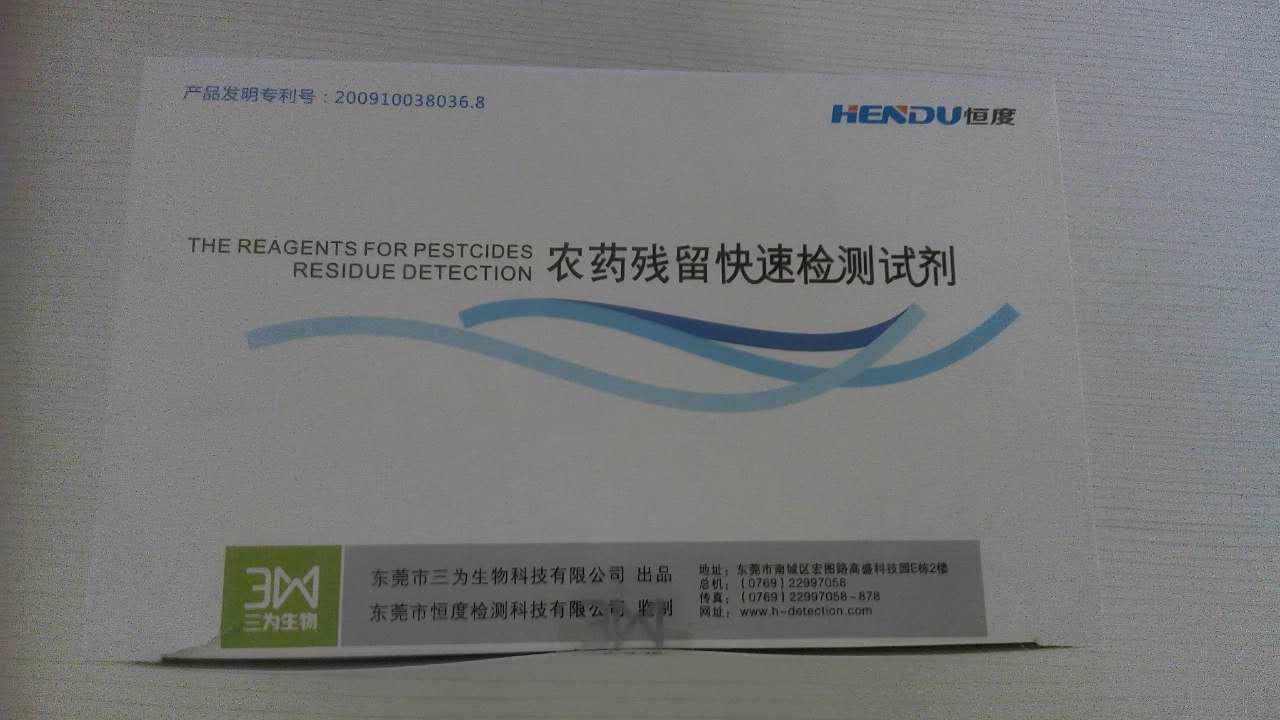 产品发明专利号：200910038036.8
HENDU恒度
THE REAGENTS FOR PESTCIDES
RESIDUE DETECTION
农药残留快速检测试剂
3W
三为生物
东莞市三为生物科技有限公司 出品
东莞市恒度检测科技有限公司 监制
地址：东莞市南城区宏图路高盛科技园E栋2楼
总机：(0769)22997058
传真：(0769)22997058-878
网址：www.h-detection.com
3W